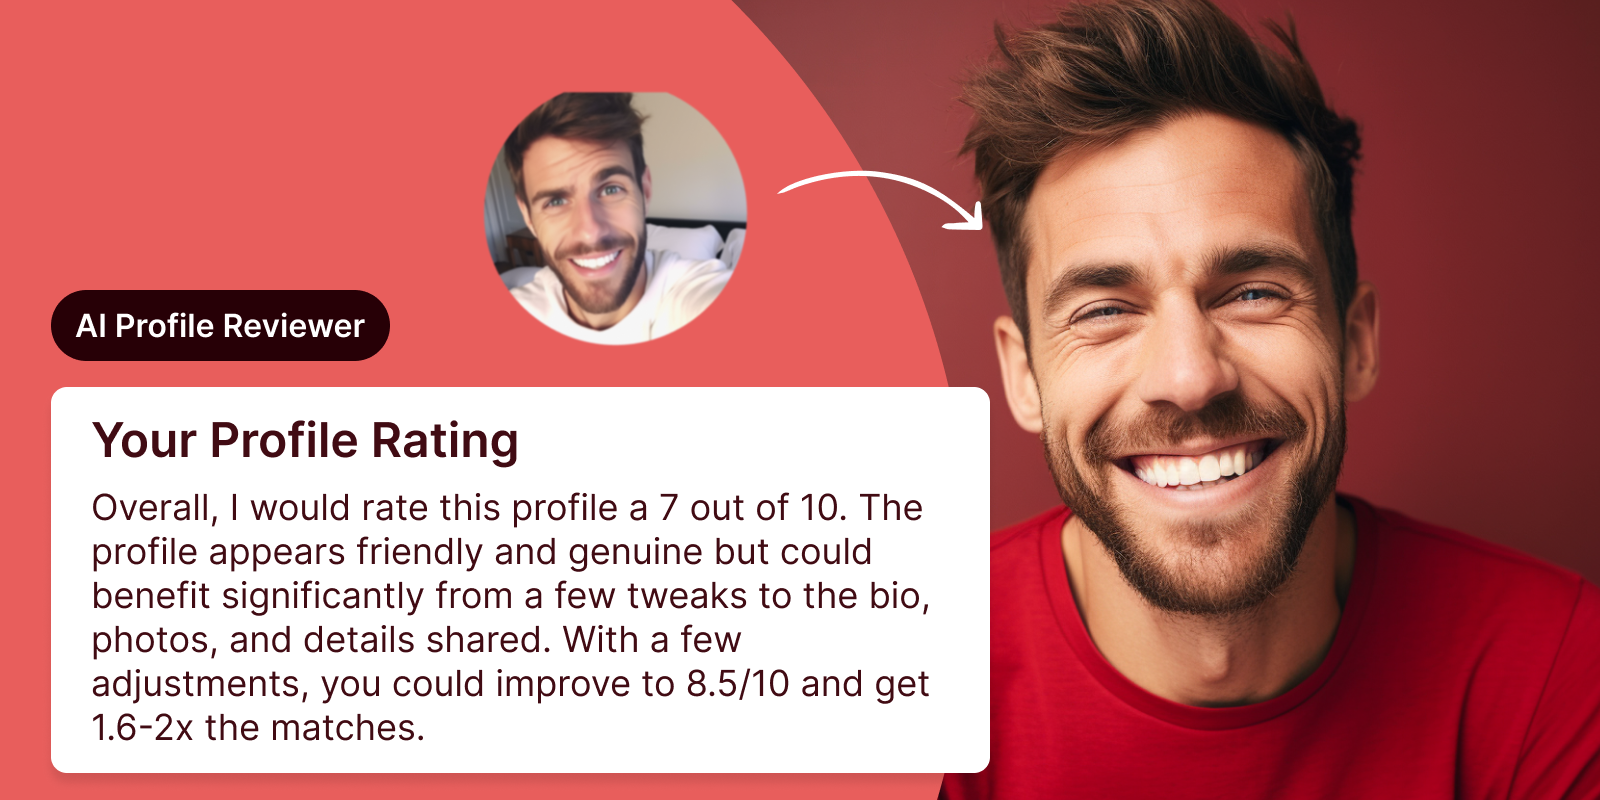 AI Profile Reviewer
Your Profile Rating
Overall, I would rate this profile a 7 out of 10. The
profile appears friendly and genuine but could
benefit significantly from a few tweaks to the bio,
photos, and details shared. With a few
adjustments, you could improve to 8.5/10 and get
1.6-2x the matches.